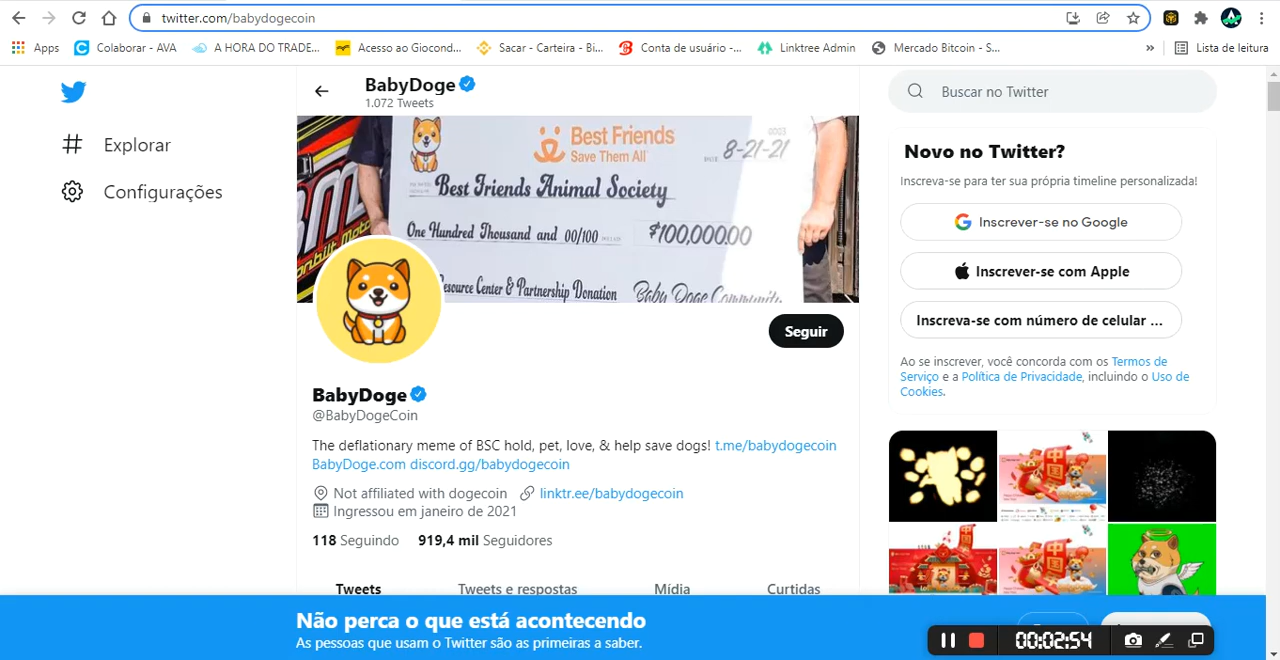 twitter.com/babydogecoin
Apps
Colaborar - AVA
A HORA DO TRADE...
Acesso ao Giocond...
Sacar - Carteira - Bi...
Conta de usuário -...
Linktree Admin
Mercado Bitcoin - S...
»
Lista de leitura
BabyDoge
1.072 Tweets
Explorar
Configurações
Best Friends
Save Them All
DATE 8-21-21
Best Friends Animal Society
One Hundred Thousand and 00/100
$100,000.00
Resource Center & Partnership Donation
Baby Doge Community
Seguir
BabyDoge
@BabyDogeCoin
The deflationary meme of BSC hold, pet, love, & help save dogs! t.me/babydogecoin
BabyDoge.com discord.gg/babydogecoin
Not affiliated with dogecoin linktr.ee/babydogecoin
Ingressou em janeiro de 2021
118 Seguindo 919,4 mil Seguidores
Tweets
Tweets e respostas
Mídia
Curtidas
Buscar no Twitter
Novo no Twitter?
Inscreva-se para ter sua própria timeline personalizada!
Inscrever-se no Google
Inscrever-se com Apple
Inscreva-se com número de celular ...
Ao se inscrever, você concorda com os Termos de
Serviço e a Política de Privacidade, incluindo o Uso de
Cookies.
中国
中国
中国
Não perca o que está acontecendo
As pessoas que usam o Twitter são as primeiras a saber.
00:02:54